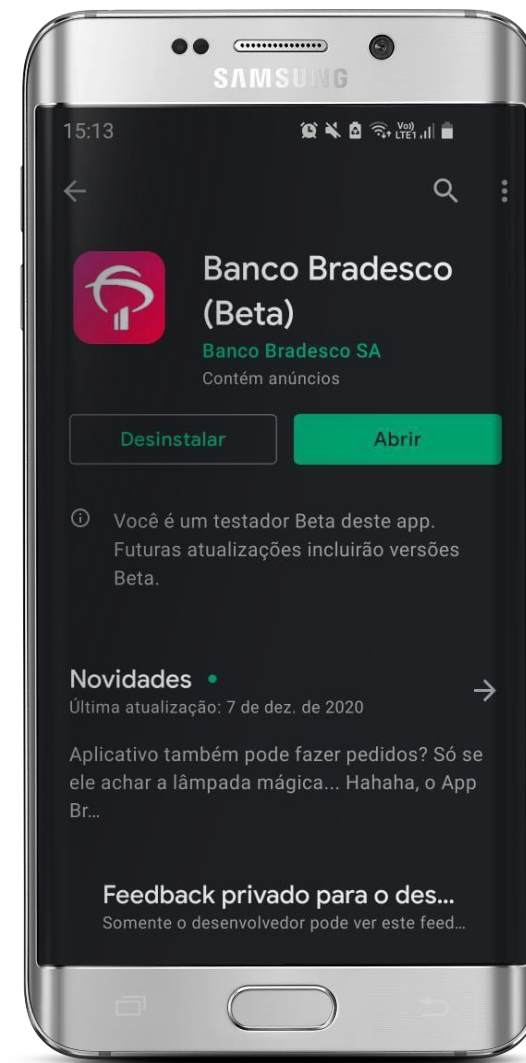 SAMSUNG
15:13
Vo)) LTE1
Banco Bradesco
(Beta)
Banco Bradesco SA
Contém anúncios
Desinstalar
Abrir
Você é um testador Beta deste app.
Futuras atualizações incluirão versões
Beta.
Novidades
Última atualização: 7 de dez. de 2020
Aplicativo também pode fazer pedidos? Só se
ele achar a lâmpada mágica... Hahaha, o App
Br...
Feedback privado para o des...
Somente o desenvolvedor pode ver este feed...